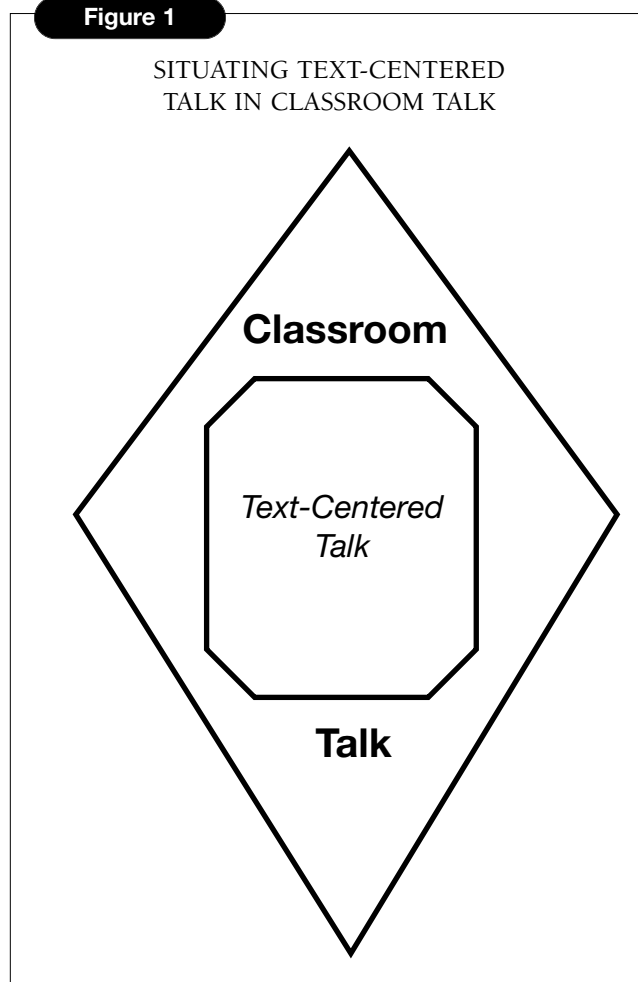 Figure 1
SITUATING TEXT-CENTERED
TALK IN CLASSROOM TALK
Classroom
Text-Centered
Talk
Talk